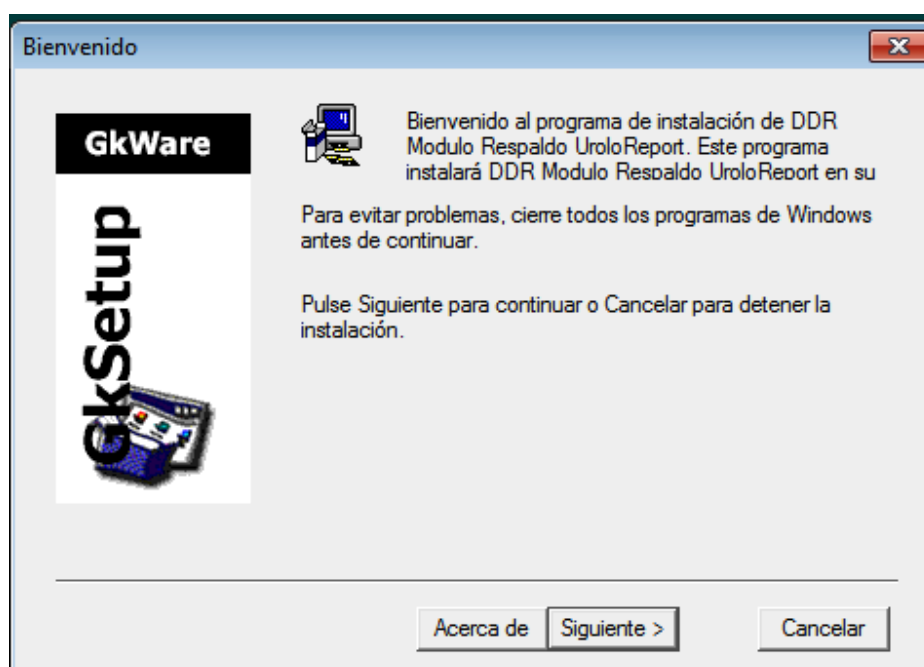 Bienvenido
GkWare
GkSetup
Bienvenido al programa de instalación de DDR
Modulo Respaldo UroloReport. Este programa
instalará DDR Modulo Respaldo UroloReport en su
Para evitar problemas, cierre todos los programas de Windows
antes de continuar.
Pulse Siguiente para continuar o Cancelar para detener la
instalación.
Acerca de
Siguiente >
Cancelar